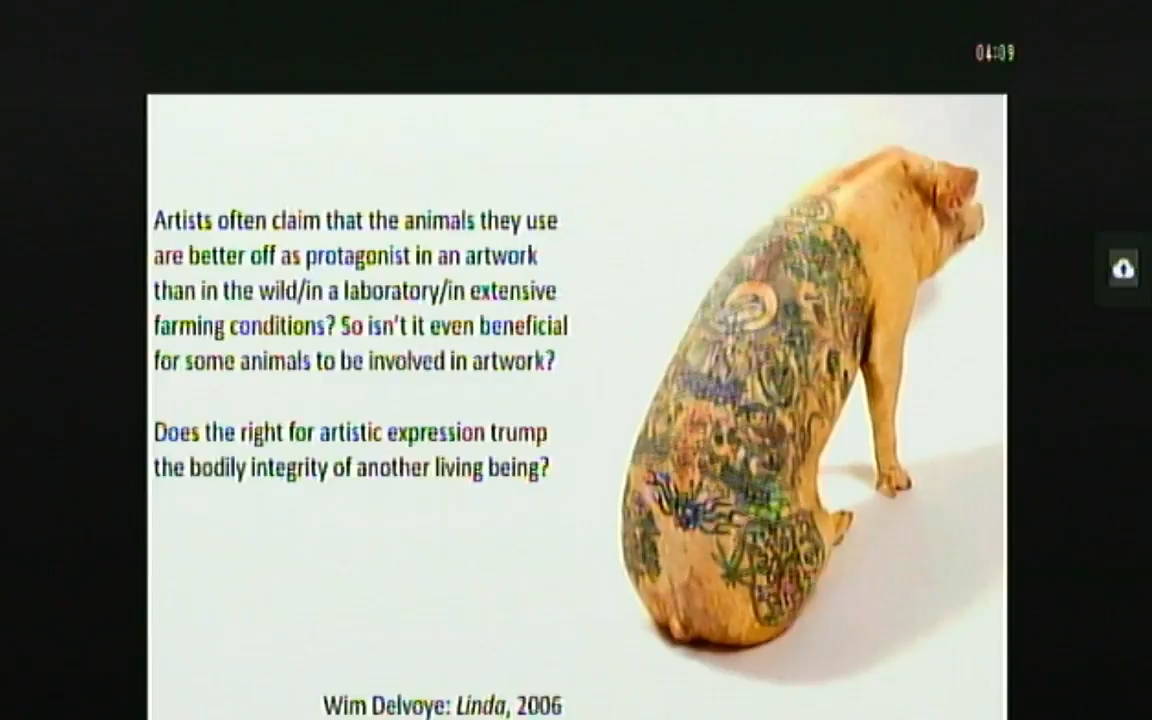 04:09
Artists often claim that the animals they use
are better off as protagonist in an artwork
than in the wild/in a laboratory/in extensive
farming conditions? So isn't it even beneficial
for some animals to be involved in artwork?
Does the right for artistic expression trump
the bodily integrity of another living being?
Wim Delvoye: Linda, 2006